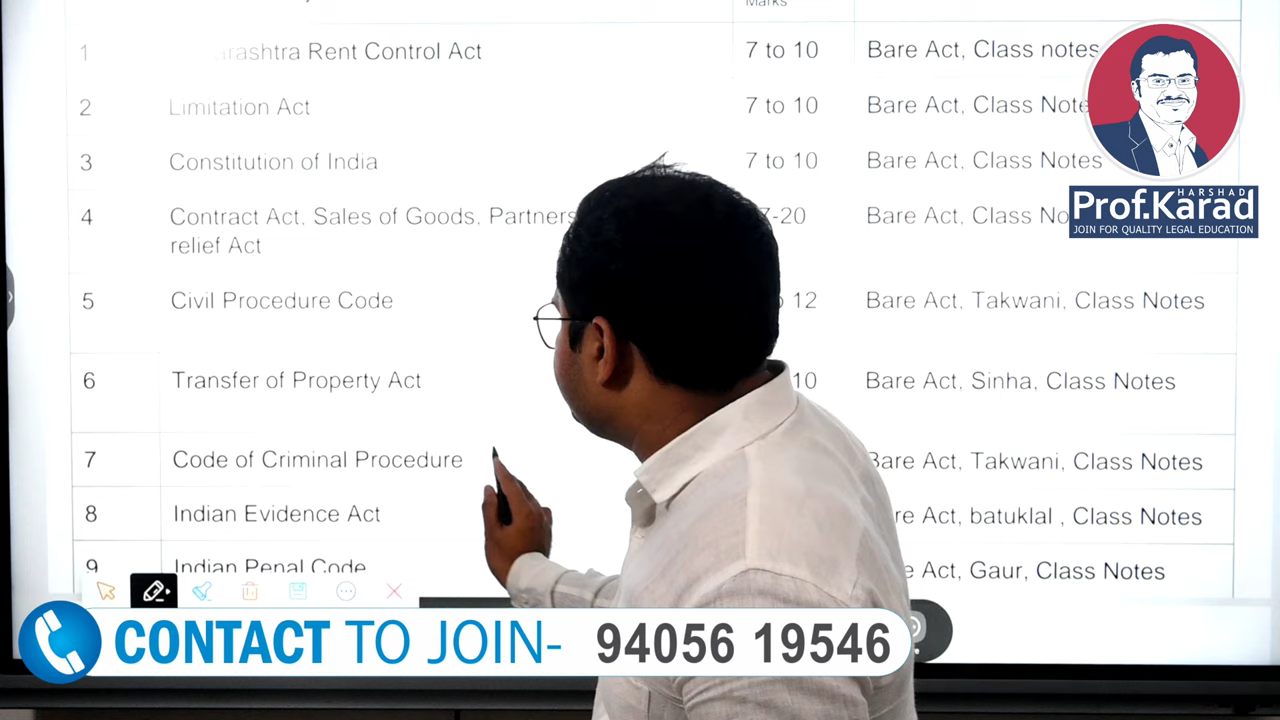 Marks
1 arashtra Rent Control Act 7 to 10 Bare Act, Class notes
2 Limitation Act 7 to 10 Bare Act, Class Note
3 Constitution of India 7 to 10 Bare Act, Class Notes
4 Contract Act, Sales of Goods, Partners 7-20 Bare Act, Class No
relief Act
5 Civil Procedure Code 12 Bare Act, Takwani, Class Notes
6 Transfer of Property Act 10 Bare Act, Sinha, Class Notes
7 Code of Criminal Procedure Bare Act, Takwani, Class Notes
8 Indian Evidence Act re Act, batuklal , Class Notes
9 Indian Penal Code e Act, Gaur, Class Notes
HARSHAD
Prof.Karad
JOIN FOR QUALITY LEGAL EDUCATION
CONTACT TO JOIN- 94056 19546